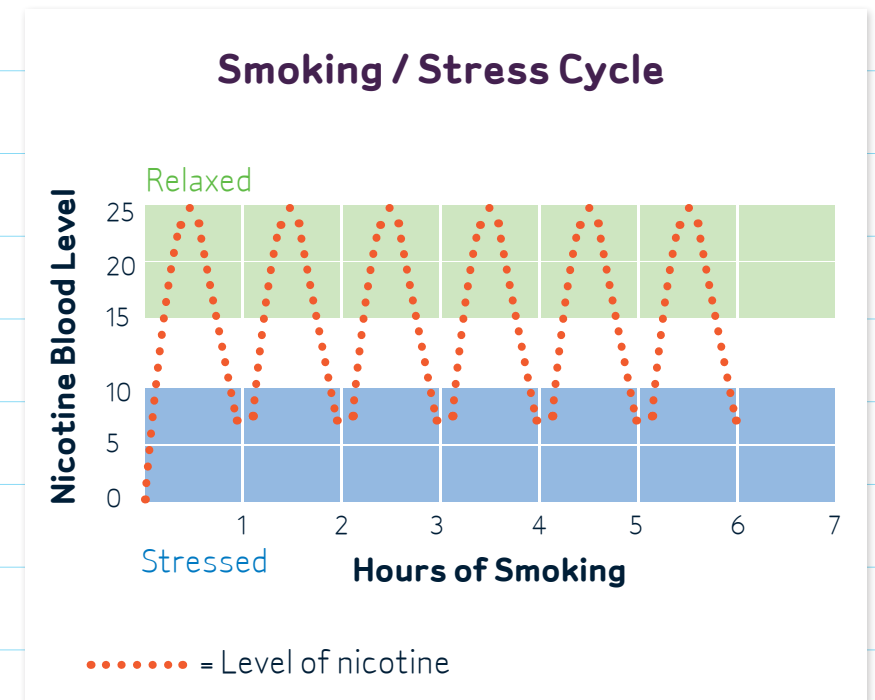 Smoking / Stress Cycle
Relaxed
Nicotine Blood Level
25
20
15
10
5
0
1 2 3 4 5 6 7
Stressed
Hours of Smoking
= Level of nicotine